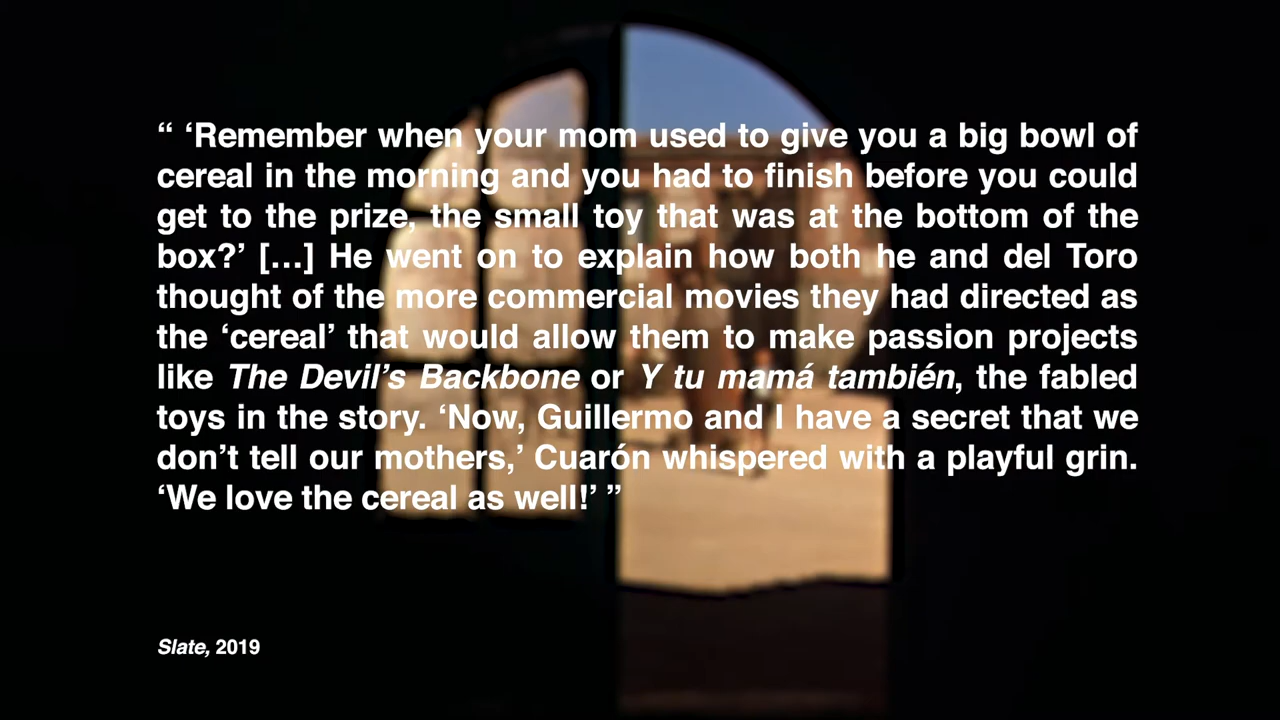 “ ‘Remember when your mom used to give you a big bowl of
cereal in the morning and you had to finish before you could
get to the prize, the small toy that was at the bottom of the
box?’ […] He went on to explain how both he and del Toro
thought of the more commercial movies they had directed as
the ‘cereal’ that would allow them to make passion projects
like The Devil’s Backbone or Y tu mamá también, the fabled
toys in the story. ‘Now, Guillermo and I have a secret that we
don’t tell our mothers,’ Cuarón whispered with a playful grin.
‘We love the cereal as well!’ ”
Slate, 2019